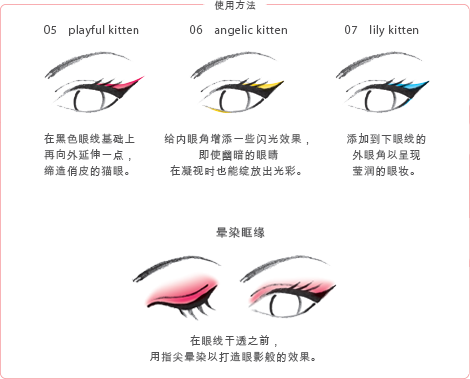 使用方法
05 playful kitten
06 angelic kitten
07 lily kitten
在黑色眼线基础上
再向外延伸一点，
缔造俏皮的猫眼。
给内眼角增添一些闪光效果，
即使幽暗的眼睛
在凝视时也能绽放出光彩。
添加到下眼线的
外眼角以呈现
莹润的眼妆。
晕染眶缘
在眼线干透之前，
用指尖晕染以打造眼影般的效果。